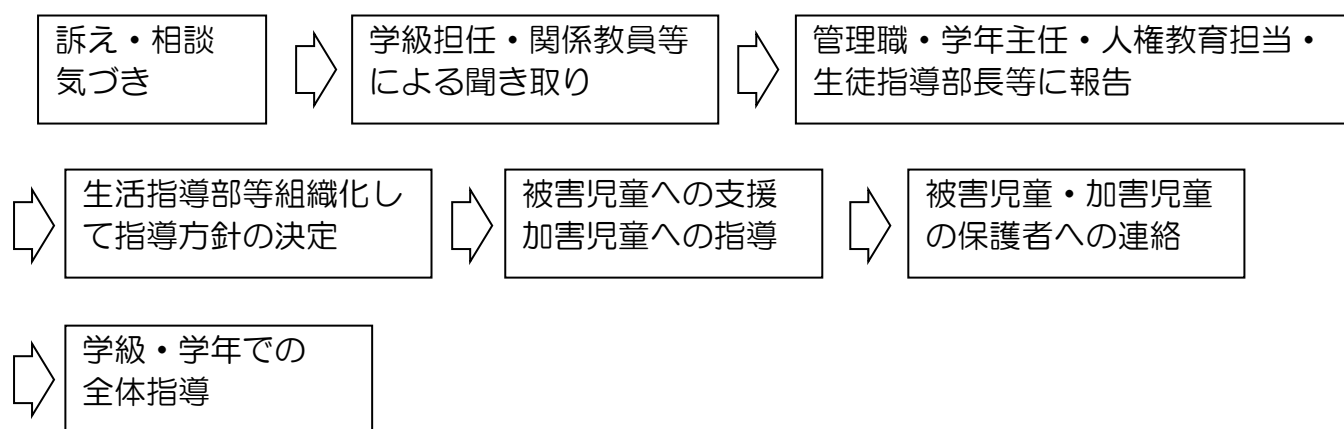 訴え・相談
気づき
学級担任・関係教員等
による聞き取り
管理職・学年主任・人権教育担当・
生徒指導部長等に報告
生活指導部等組織化し
て指導方針の決定
被害児童への支援
加害児童への指導
被害児童・加害児童
の保護者への連絡
学級・学年での
全体指導